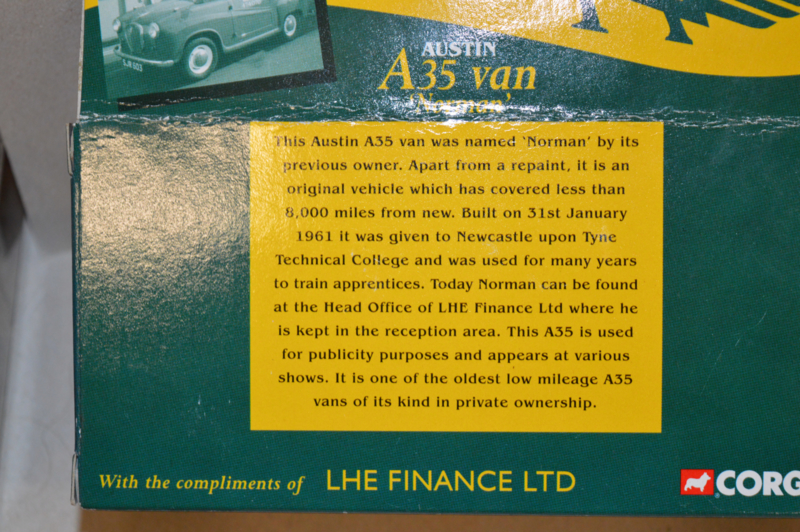 AUSTIN
A35 van
'Norman'
This Austin A35 van was named 'Norman' by its
previous owner. Apart from a repaint, it is an
original vehicle which has covered less than
8,000 miles from new. Built on 31st January
1961 it was given to Newcastle upon Tyne
Technical College and was used for many years
to train apprentices. Today Norman can be found
at the Head Office of LHE Finance Ltd where he
is kept in the reception area. This A35 is used
for publicity purposes and appears at various
shows. It is one of the oldest low mileage A35
vans of its kind in private ownership.
With the compliments of LHE FINANCE LTD
CORG